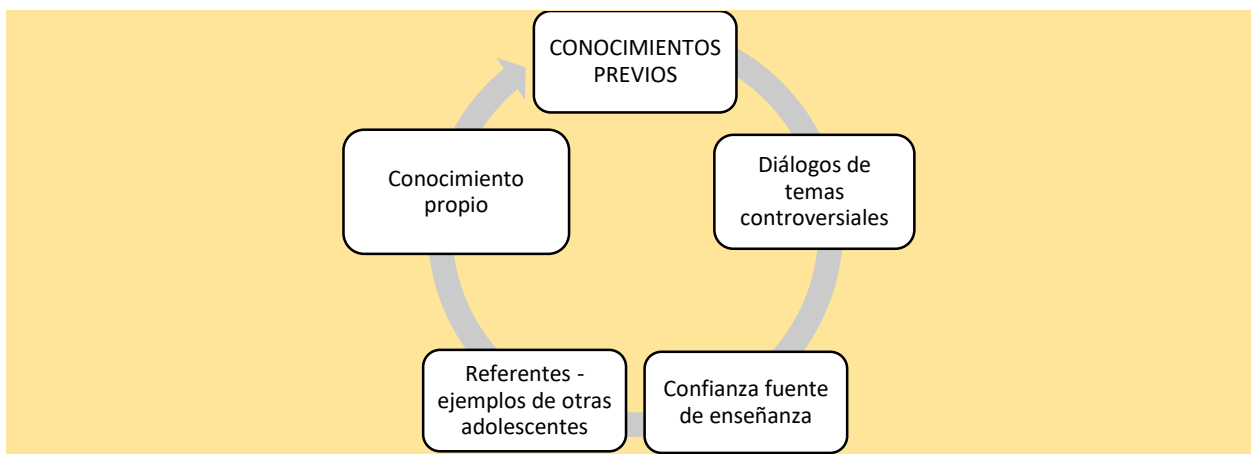 CONOCIMIENTOS
PREVIOS
Diálogos de
temas
controversiales
Confianza fuente
de enseñanza
Referentes -
ejemplos de otras
adolescentes
Conocimiento
propio